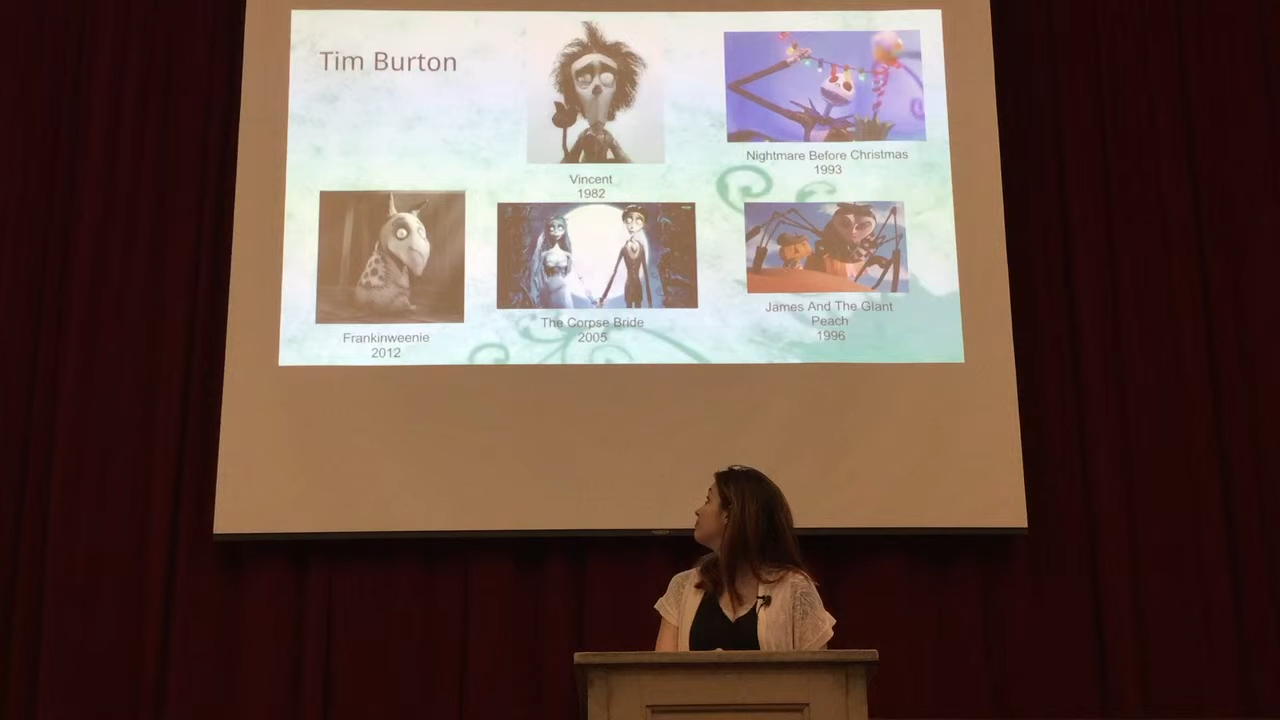 Tim Burton
Vincent
1982
Nightmare Before Christmas
1993
Frankinweenie
2012
The Corpse Bride
2005
James And The Giant
Peach
1996